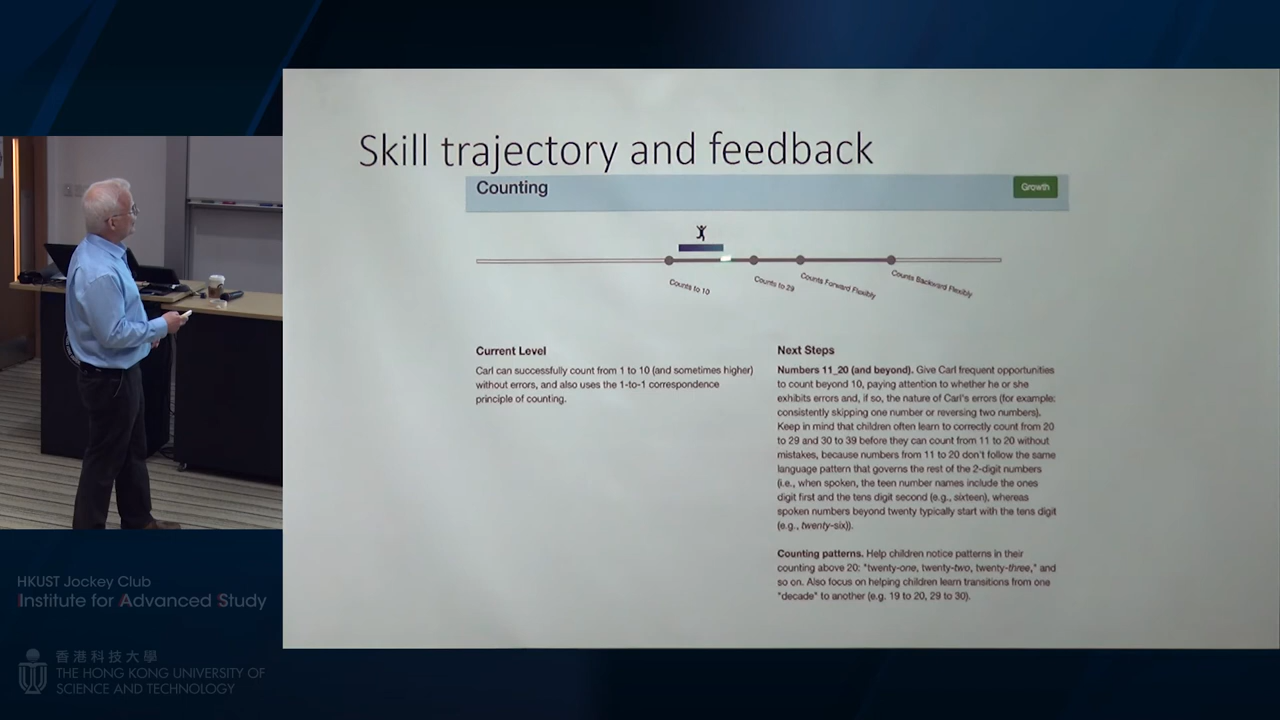 Skill trajectory and feedback
Counting
Growth
Counts to 10
Counts to 29
Counts Forward Flexibly
Counts Backward Flexibly
Current Level
Carl can successfully count from 1 to 10 (and sometimes higher)
without errors, and also uses the 1-to-1 correspondence
principle of counting.
Next Steps
Numbers 11_20 (and beyond). Give Carl frequent opportunities
to count beyond 10, paying attention to whether he or she
exhibits errors and, if so, the nature of Carl's errors (for example:
consistently skipping one number or reversing two numbers).
Keep in mind that children often learn to correctly count from 20
to 29 and 30 to 39 before they can count from 11 to 20 without
mistakes, because numbers from 11 to 20 don't follow the same
language pattern that governs the rest of the 2-digit numbers
(i.e., when spoken, the teen number names include the ones
digit first and the tens digit second (e.g., sixteen), whereas
spoken numbers beyond twenty typically start with the tens digit
(e.g., twenty-six)).
Counting patterns. Help children notice patterns in their
counting above 20: "twenty-one, twenty-two, twenty-three," and
so on. Also focus on helping children learn transitions from one
"decade" to another (e.g. 19 to 20, 29 to 30).
HKUST Jockey Club
Institute for Advanced Study
香港科技大學
THE HONG KONG UNIVERSITY OF
SCIENCE AND TECHNOLOGY